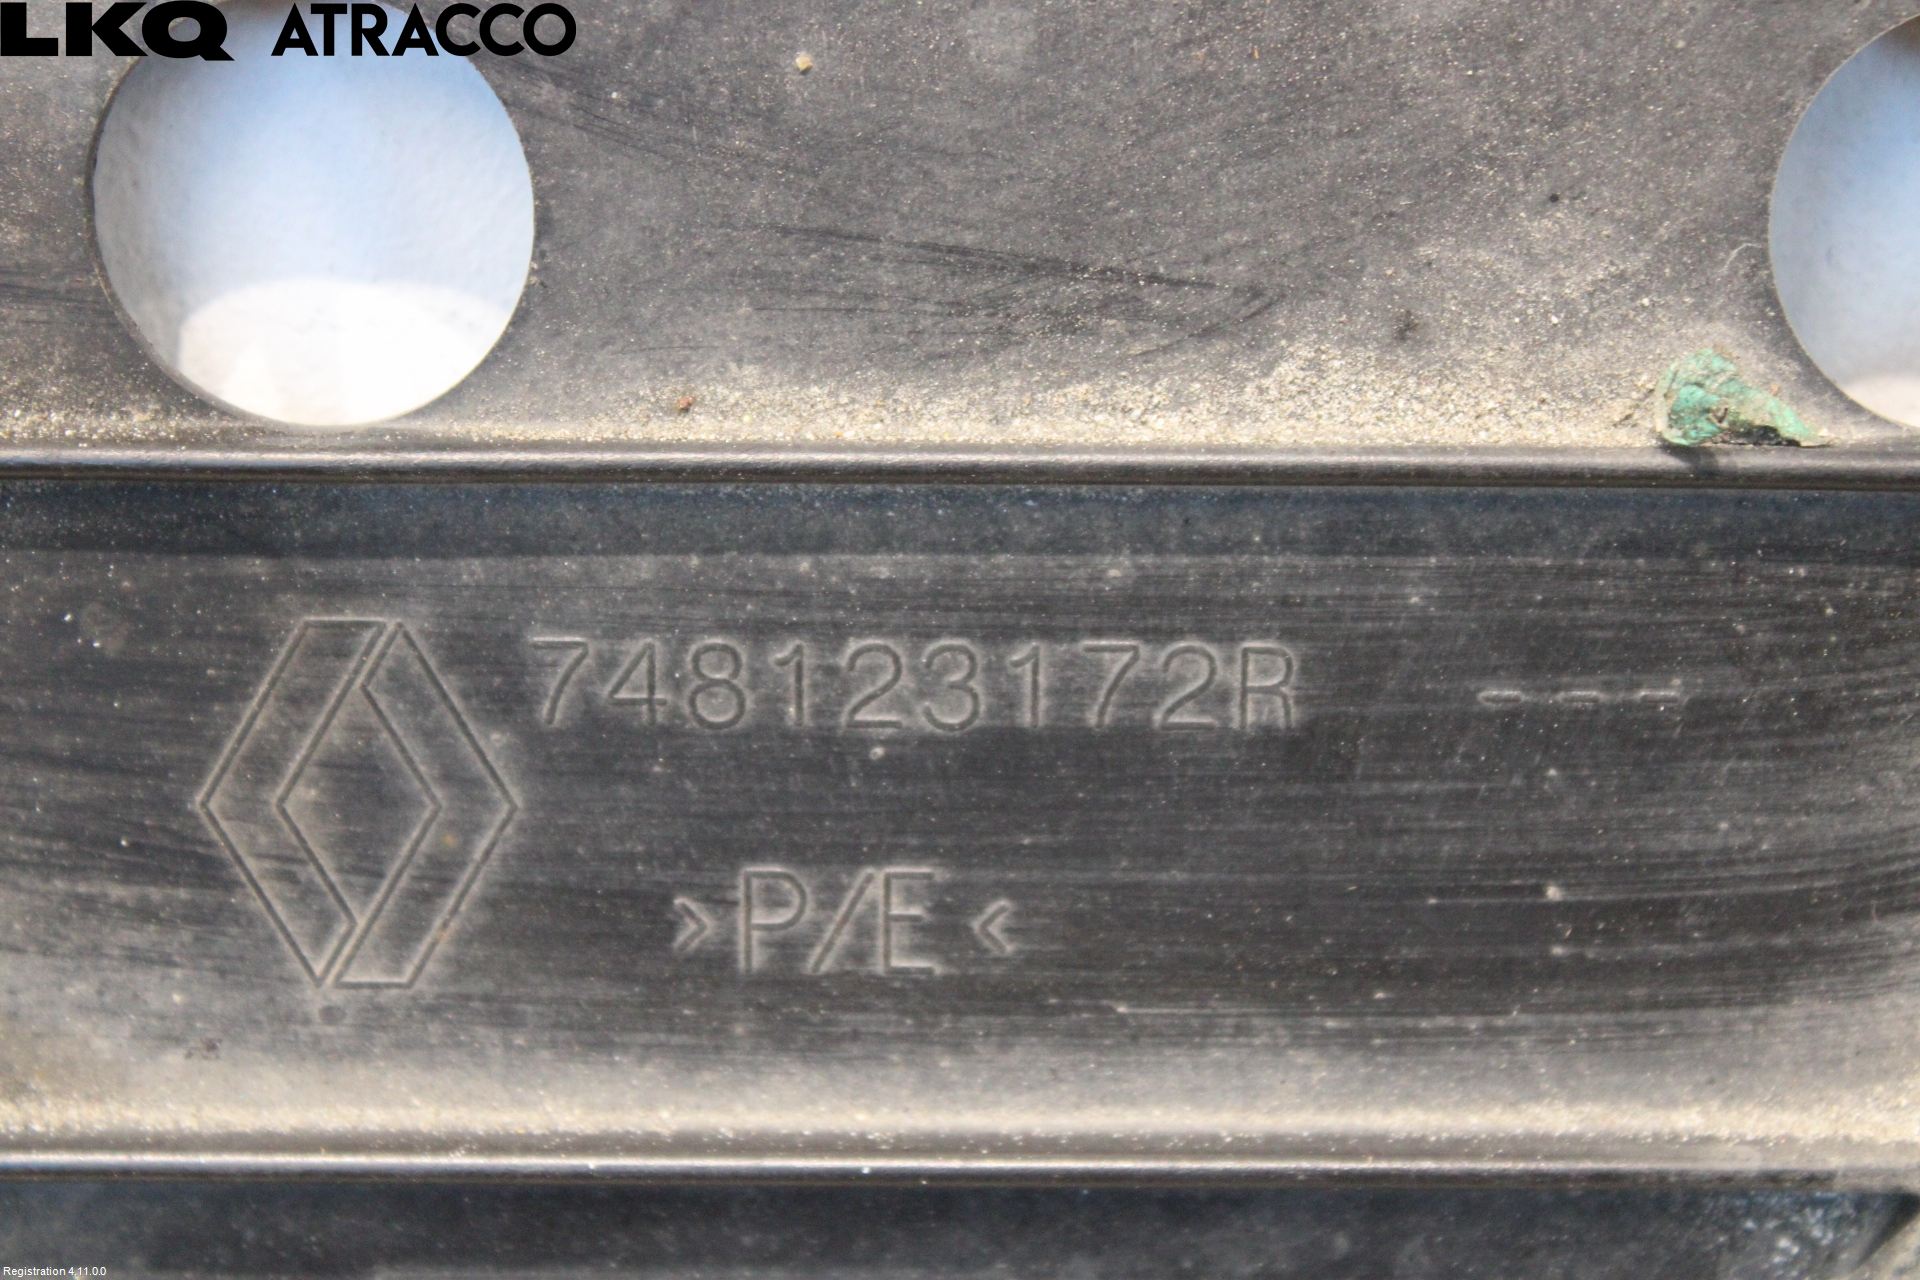 LKQ ATRACCO
748123172R ---
>P/E<
Registration 4.11.0.0